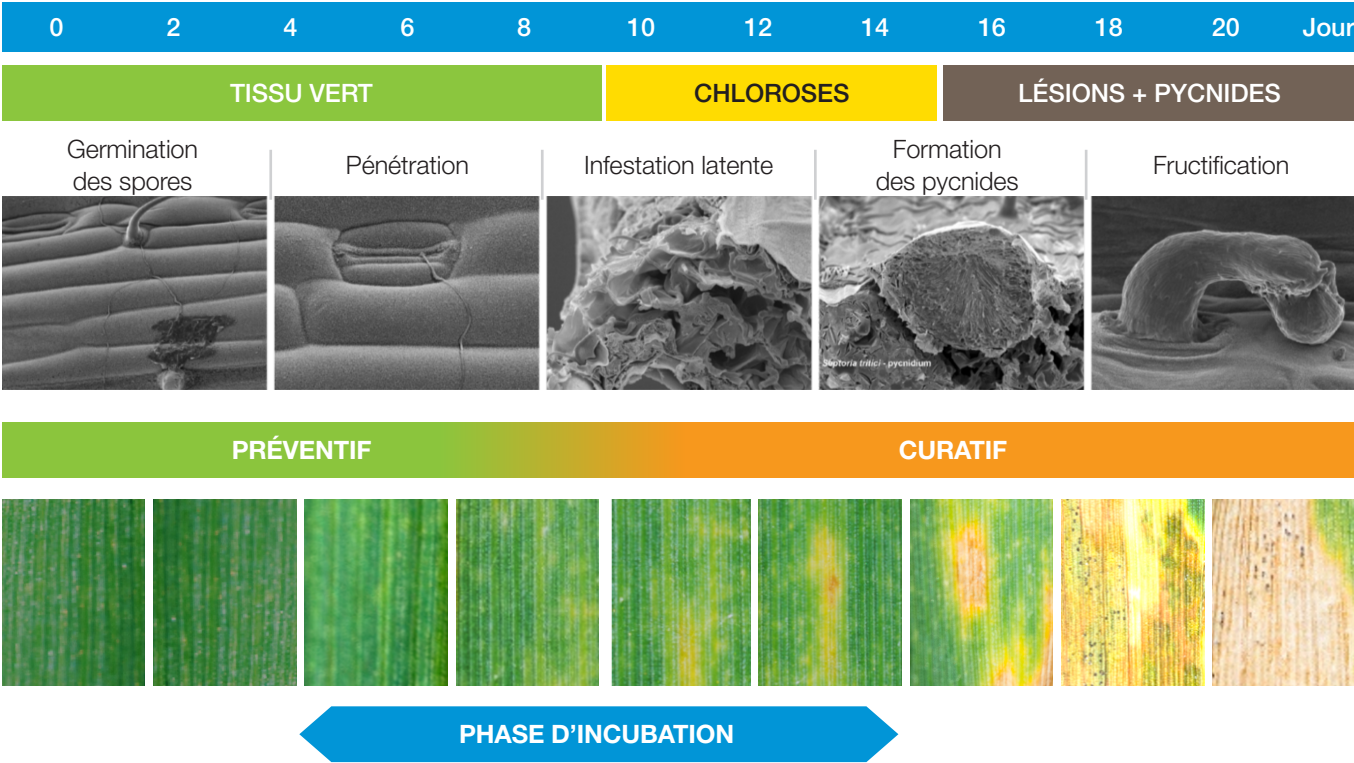 0 2 4 6 8 10 12 14 16 18 20 Jour
TISSU VERT CHLOROSES LÉSIONS + PYCNIDES
Germination
des spores
Pénétration
Infestation latente
Formation
des pycnides
Fructification
Septoria tritici - pycnidium
PRÉVENTIF CURATIF
PHASE D'INCUBATION